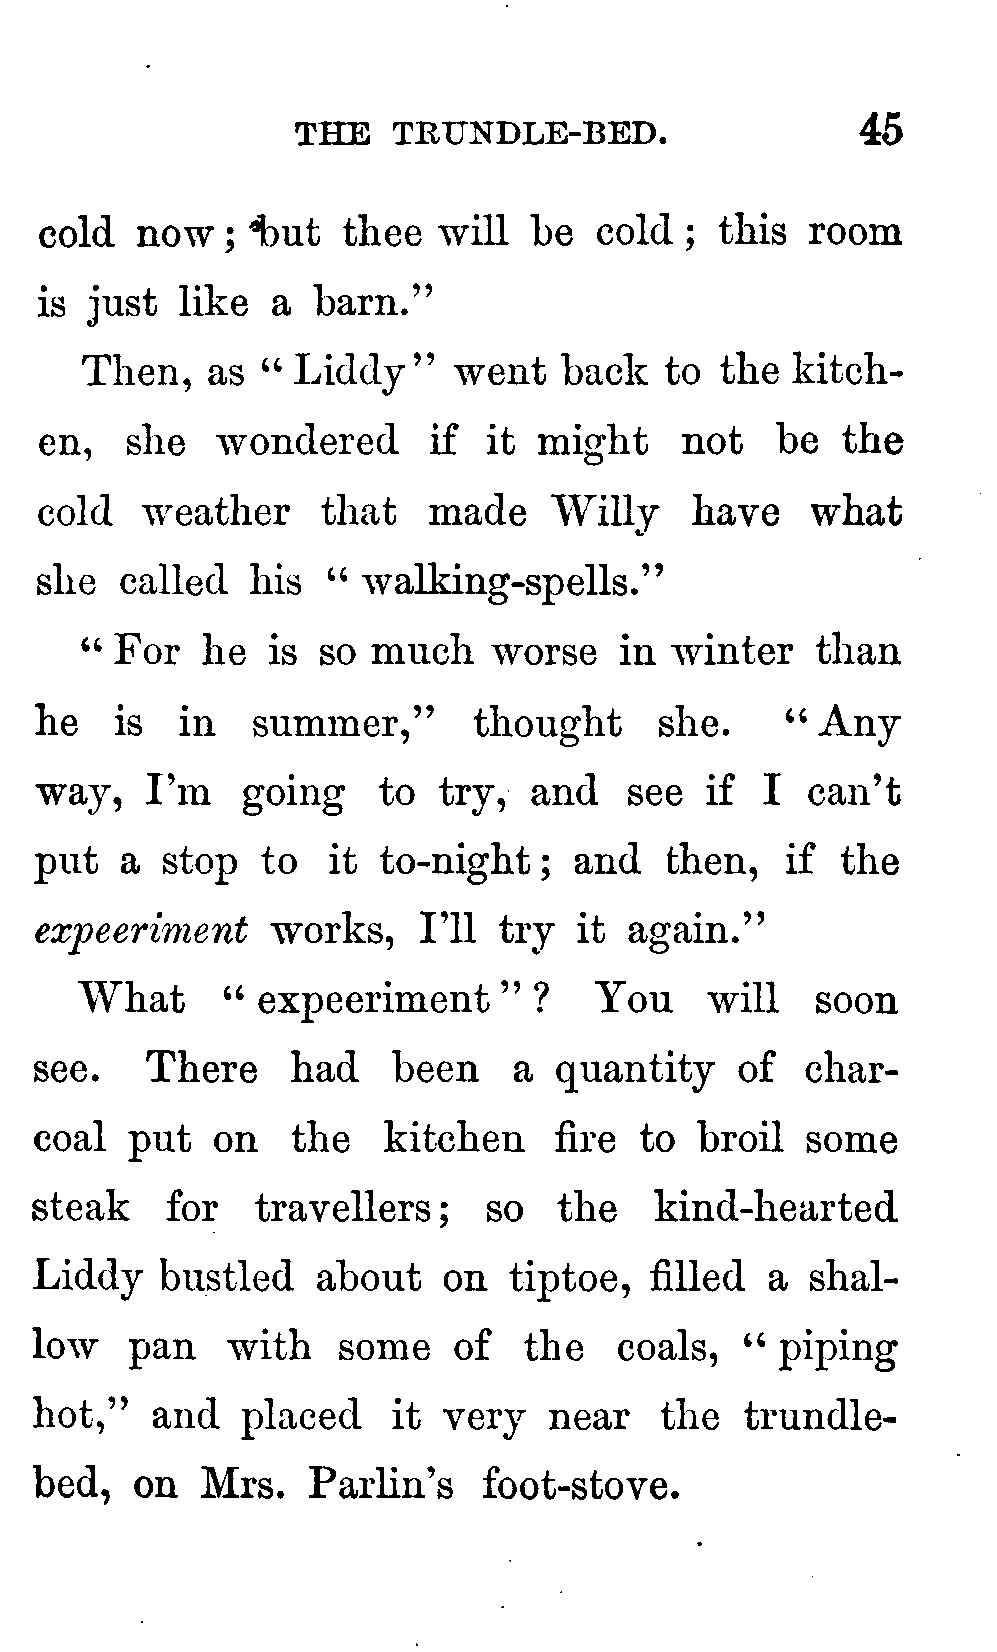 THE TRUNDLE-BED. 45
cold now; but thee will be cold; this room
is just like a barn."
Then, as "Liddy" went back to the kitch-
en, she wondered if it might not be the
cold weather that made Willy have what
she called his "walking-spells."
"For he is so much worse in winter than
he is in summer," thought she. "Any
way, I'm going to try, and see if I can't
put a stop to it to-night; and then, if the
expeeriment works, I'll try it again."
What "expeeriment"? You will soon
see. There had been a quantity of char-
coal put on the kitchen fire to broil some
steak for travellers; so the kind-hearted
Liddy bustled about on tiptoe, filled a shal-
low pan with some of the coals, "piping
hot," and placed it very near the trundle-
bed, on Mrs. Parlin's foot-stove.